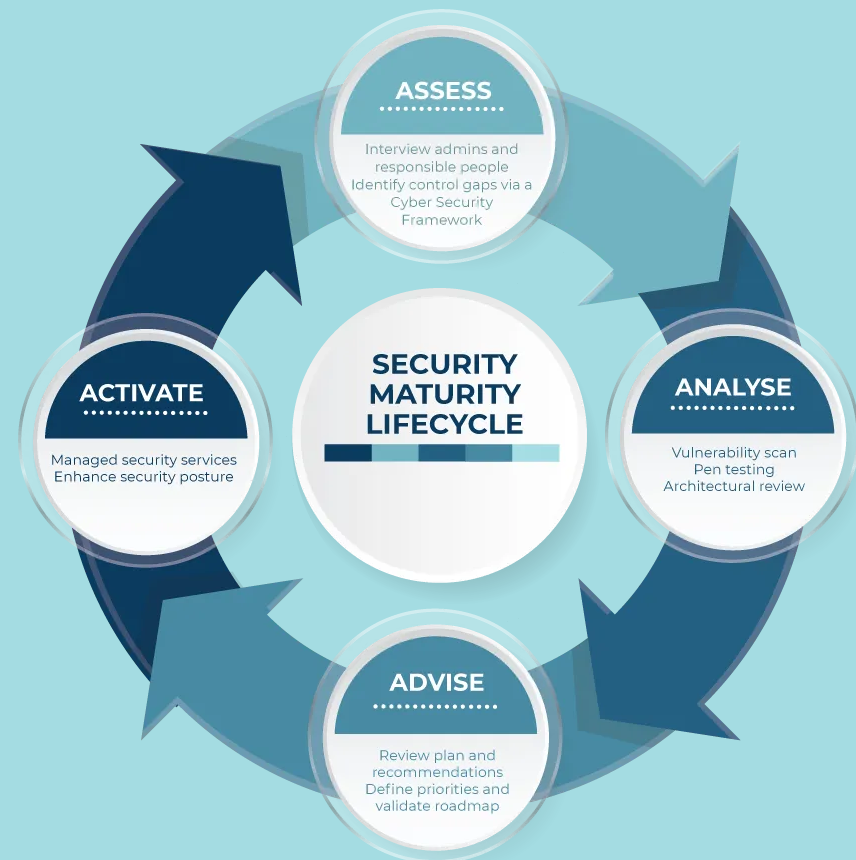 ASSESS
Interview admins and
responsible people
Identify control gaps via a
Cyber Security
Framework
SECURITY
MATURITY
LIFECYCLE
ANALYSE
Vulnerability scan
Pen testing
Architectural review
ADVISE
Review plan and
recommendations
Define priorities and
validate roadmap
ACTIVATE
Managed security services
Enhance security posture